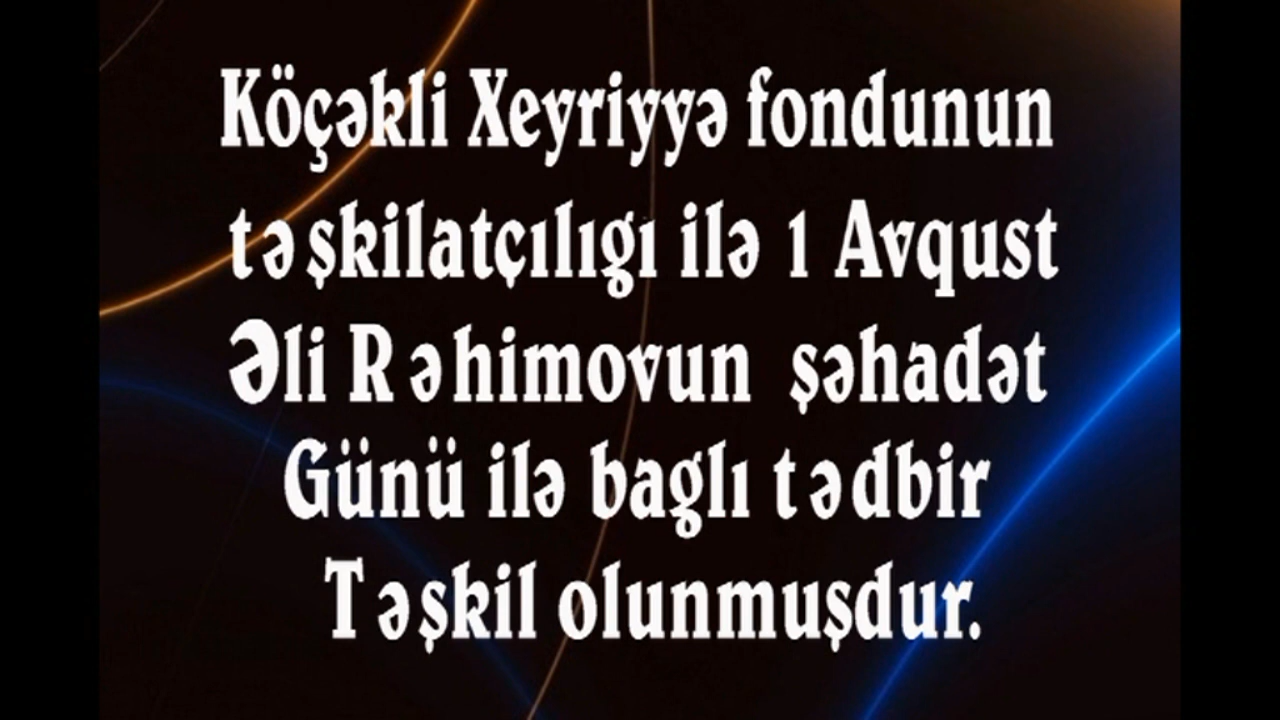 Köçəkli Xeyriyyə fondunun
təşkilatçılıgı ilə 1 Avqust
Əli Rəhimovun şəhadət
Günü ilə baglı tədbir
Təşkil olunmuşdur.